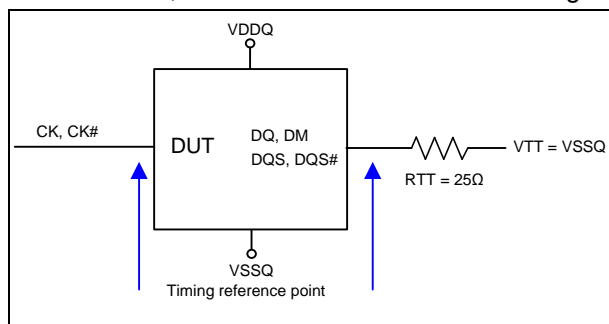 VDDQ
CK, CK#
DUT
DQ, DM
DQS, DQS#
VTT = VSSQ
RTT = 25Ω
VSSQ
Timing reference point